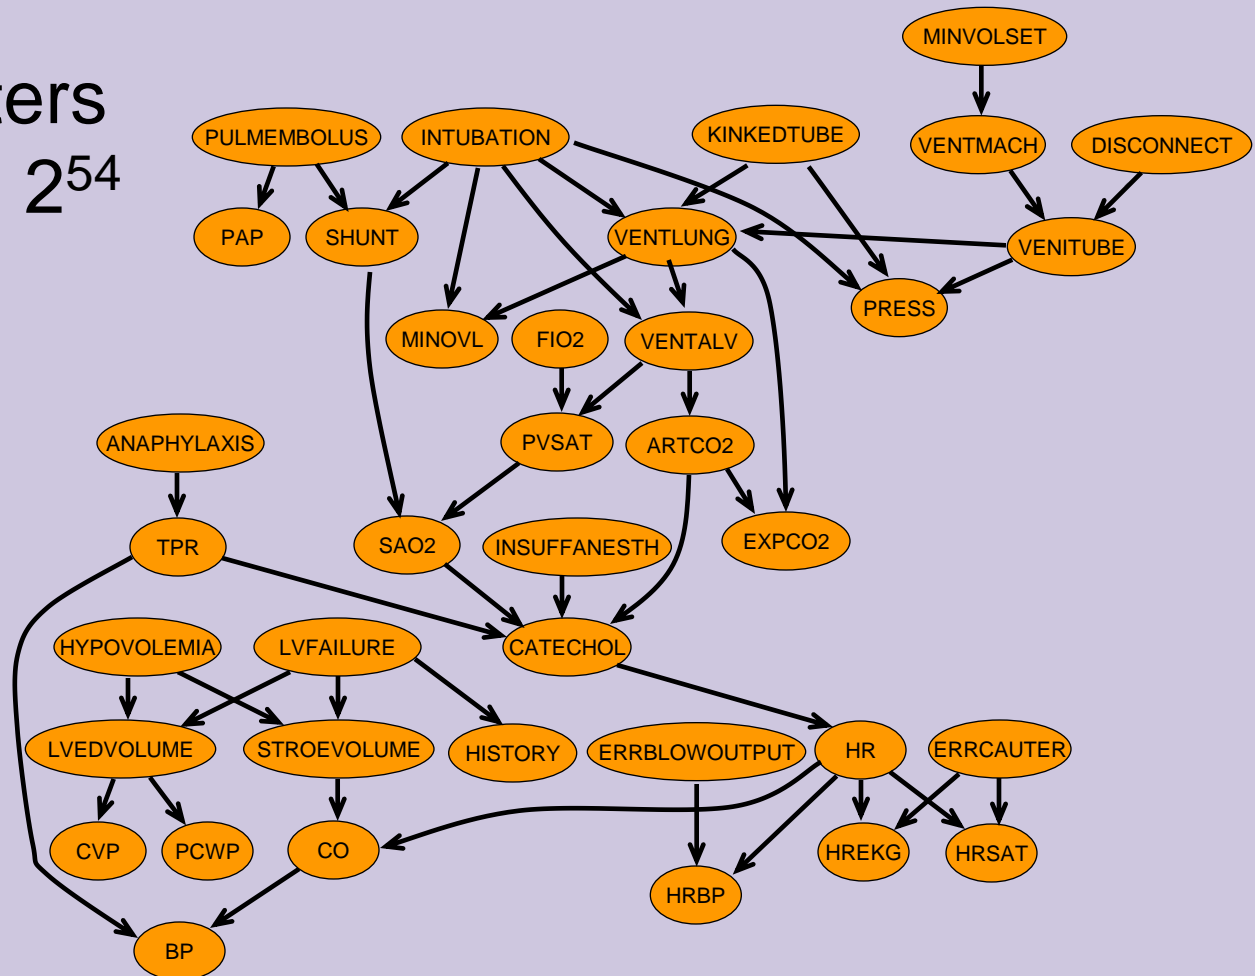 MINVOLSET
ters
PULMEMBOLUS INTUBATION KINKEDTUBE VENTMACH DISCONNECT
2^54
PAP SHUNT VENTLUNG VENITUBE
PRESS
MINOVL FIO2 VENTALV
ANAPHYLAXIS PVSAT ARTCO2
TPR SAO2 INSUFFANESTH EXPCO2
HYPOVOLEMIA LVFAILURE CATECHOL
LVEDVOLUME STROEVOLUME HISTORY ERRBLOWOUTPUT HR ERRCAUTER
CVP PCWP CO HREKG HRSAT
HRBP
BP